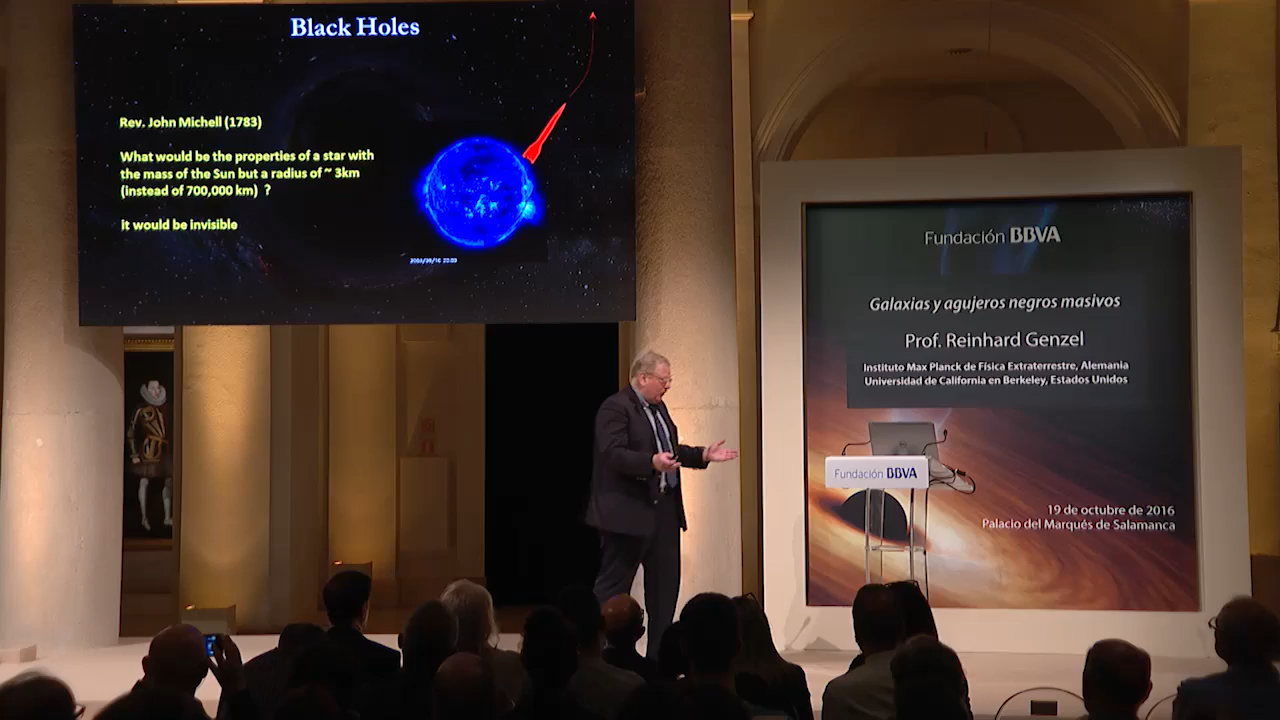 Black Holes
Rev. John Michell (1783)
What would be the properties of a star with
the mass of the Sun but a radius of ~ 3km
(instead of 700,000 km) ?
it would be invisible
Fundación BBVA
Galaxias y agujeros negros masivos
Prof. Reinhard Genzel
Instituto Max Planck de Física Extraterrestre, Alemania
Universidad de California en Berkeley, Estados Unidos
Fundación BBVA
19 de octubre de 2016
Palacio del Marqués de Salamanca